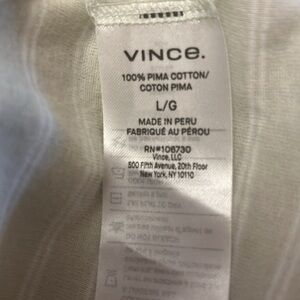 VINCE.
100% PIMA COTTON/
COTON PIMA
L/G
MADE IN PERU
FABRIQUÉ AU PÉROU
RN#106730
Vince, LLC
500 Fifth Avenue, 20th Floor
New York, NY 10110